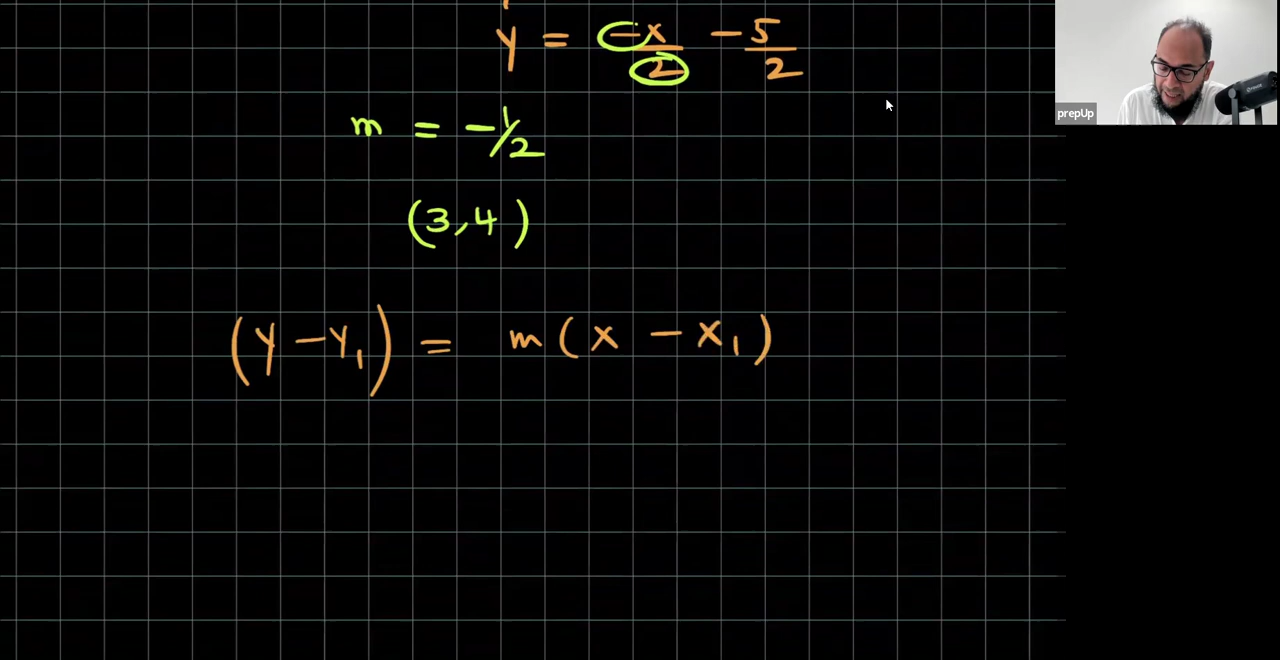 y = -x/2 - 5/2
prepUp
m = -1/2
(3,4)
(y - y₁) = m(x - x₁)